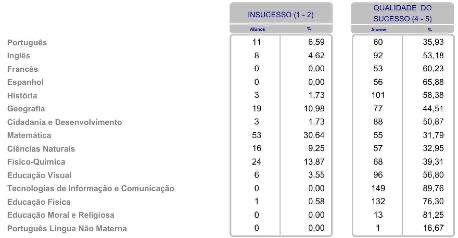 INSUCESSO (1 - 2)
QUALIDADE DO
SUCESSO (4 - 5)
Alunos %
Alunos %
Português 11 6,59 60 35,93
Inglês 8 4,62 92 53,18
Francês 0 0,00 53 60,23
Espanhol 0 0,00 56 65,88
História 3 1,73 101 58,38
Geografia 19 10,98 77 44,51
Cidadania e Desenvolvimento 3 1,73 88 50,87
Matemática 53 30,64 55 31,79
Ciências Naturais 16 9,25 57 32,95
Físico-Química 24 13,87 68 39,31
Educação Visual 6 3,55 96 56,80
Tecnologias de Informação e Comunicação 0 0,00 149 89,76
Educação Física 1 0,58 132 76,30
Educação Moral e Religiosa 0 0,00 13 81,25
Português Língua Não Materna 0 0,00 1 16,67